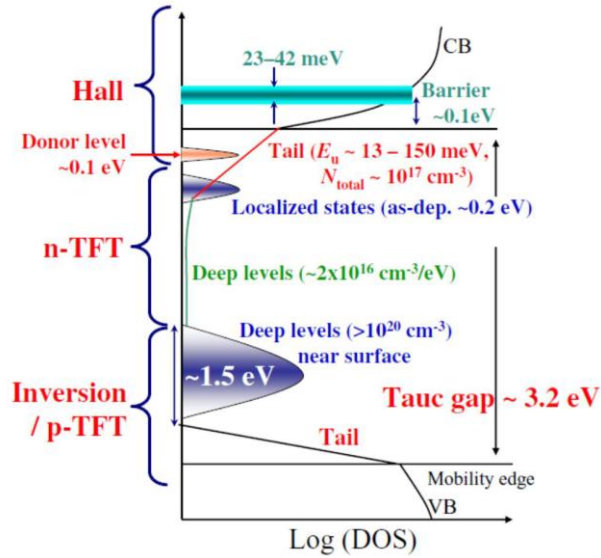 CB
23–42 meV
Hall
Barrier
~0.1eV
Donor level
~0.1 eV
Tail (Eu ~ 13 – 150 meV,
Ntotal ~ 10¹⁷ cm⁻³)
Localized states (as-dep. ~0.2 eV)
n-TFT
Deep levels (~2x10¹⁶ cm⁻³/eV)
Deep levels (>10²⁰ cm⁻³)
near surface
~1.5 eV
Inversion
/ p-TFT
Tauc gap ~ 3.2 eV
Tail
Mobility edge
VB
Log (DOS)